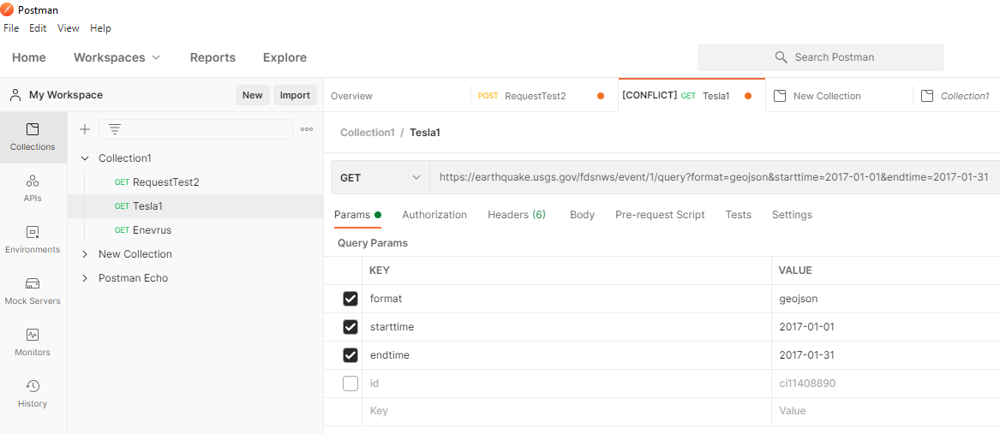 Postman
File Edit View Help
Home Workspaces Reports Explore Search Postman
My Workspace New Import
Overview POST RequestTest2 [CONFLICT] GET Tesla1 New Collection Collection1
Collections
APIs
Environments
Mock Servers
Monitors
History
Collection1
GET RequestTest2
GET Tesla1
GET Enevrus
New Collection
Postman Echo
Collection1 / Tesla1
GET https://earthquake.usgs.gov/fdsnws/event/1/query?format=geojson&starttime=2017-01-01&endtime=2017-01-31
Params Authorization Headers (6) Body Pre-request Script Tests Settings
Query Params
KEY VALUE
format geojson
starttime 2017-01-01
endtime 2017-01-31
id ci11408890
Key Value